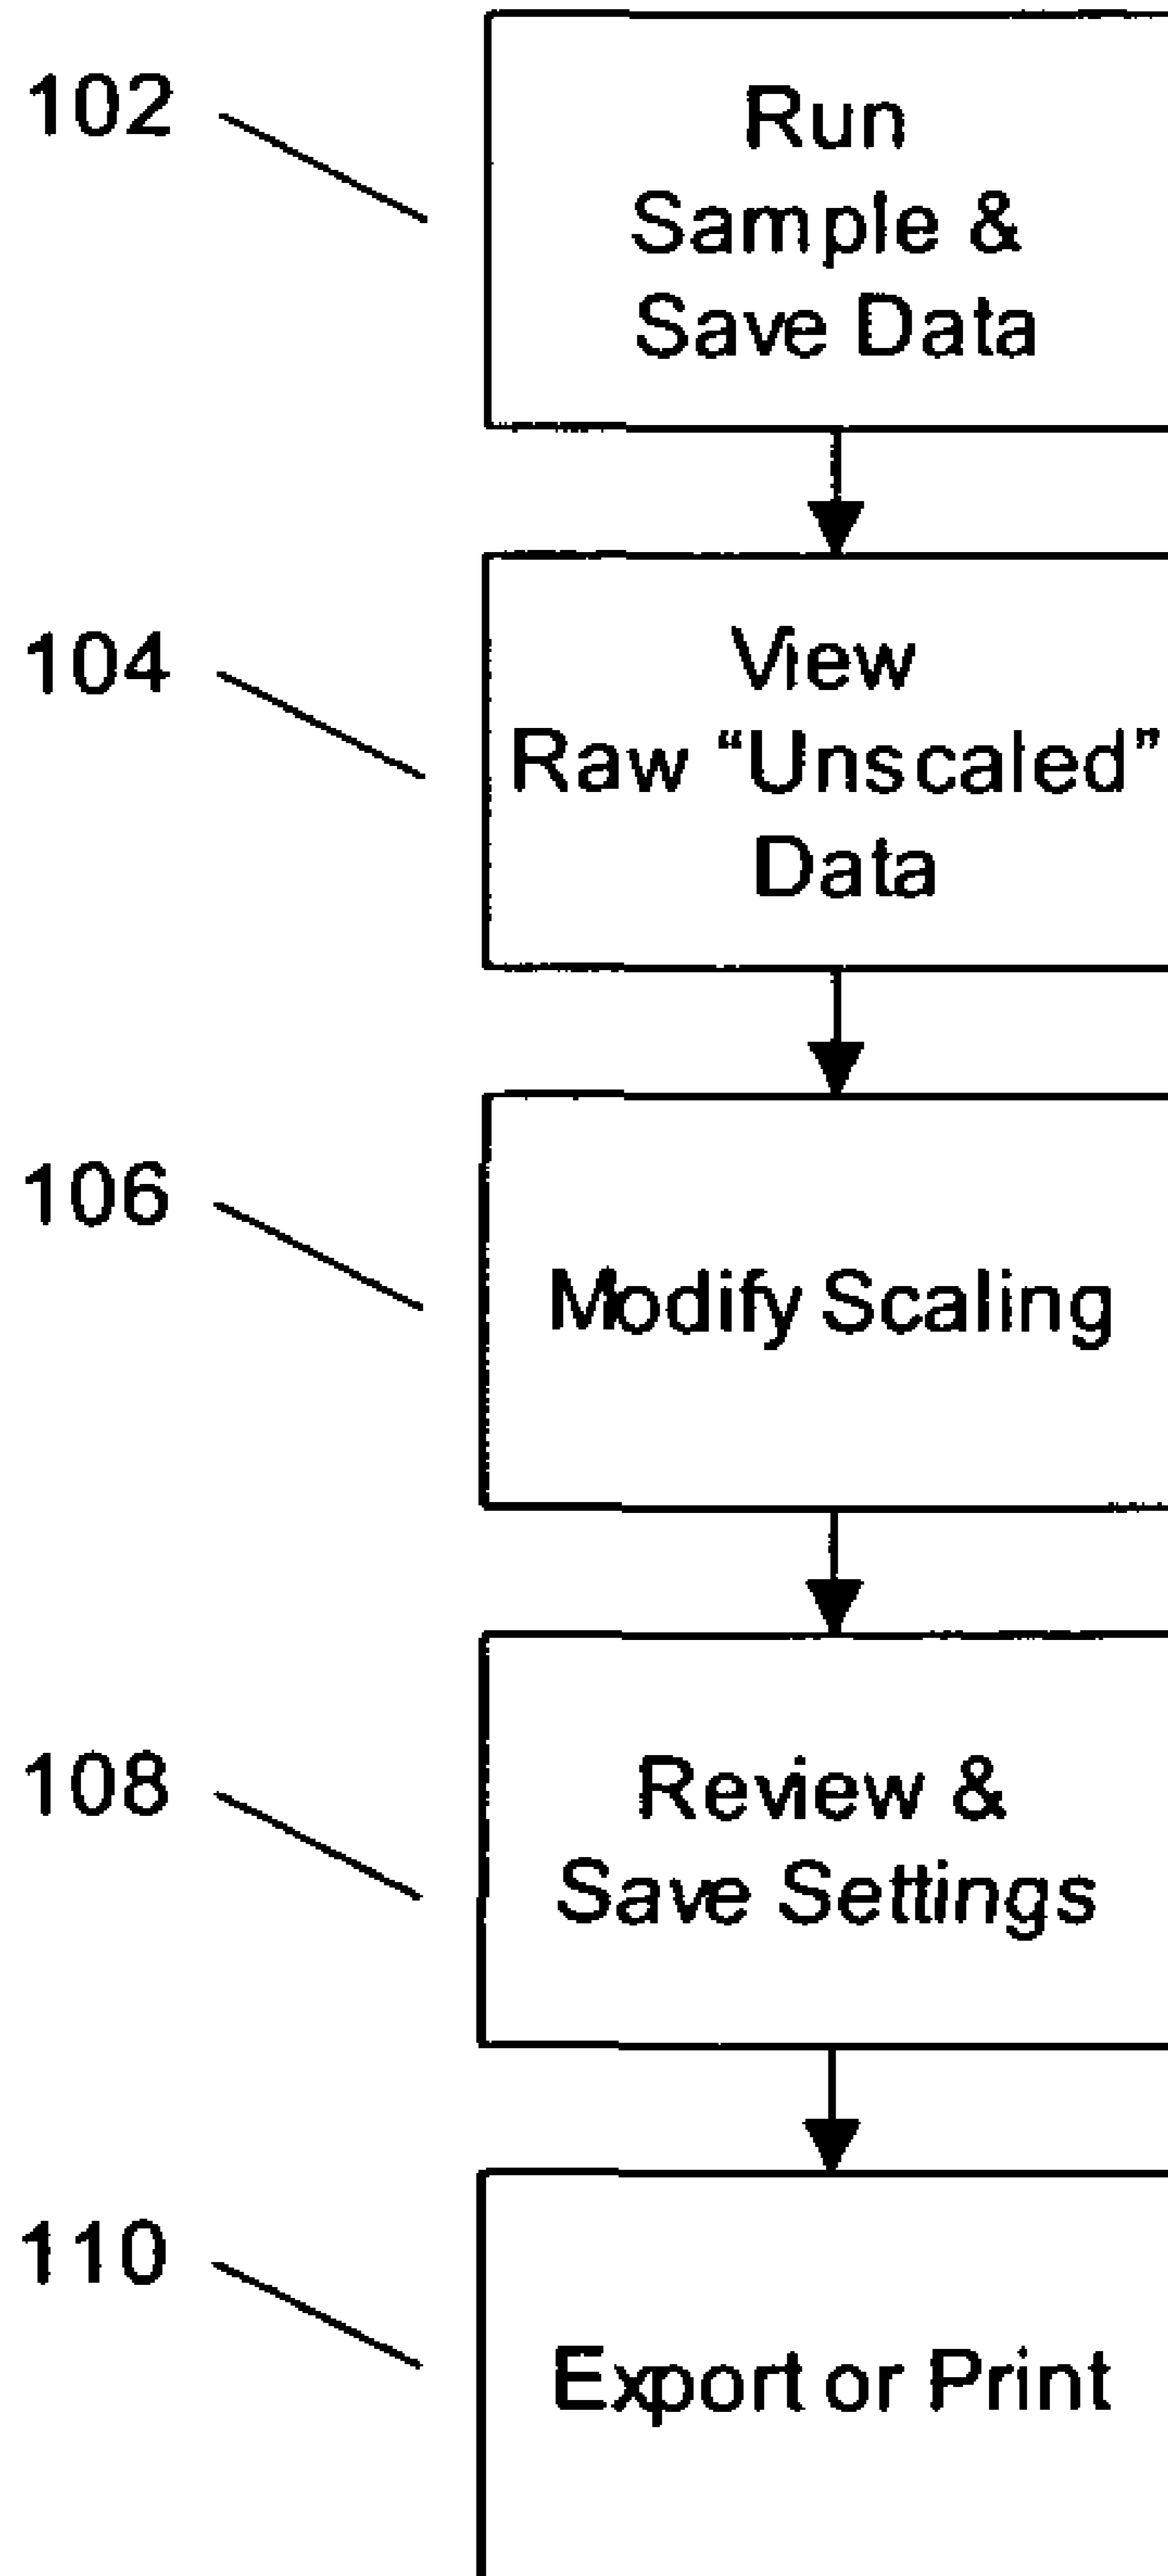 102
Run
Sample &
Save Data
104
View
Raw “Unscaled”
Data
106
Modify Scaling
108
Review &
Save Settings
110
Export or Print